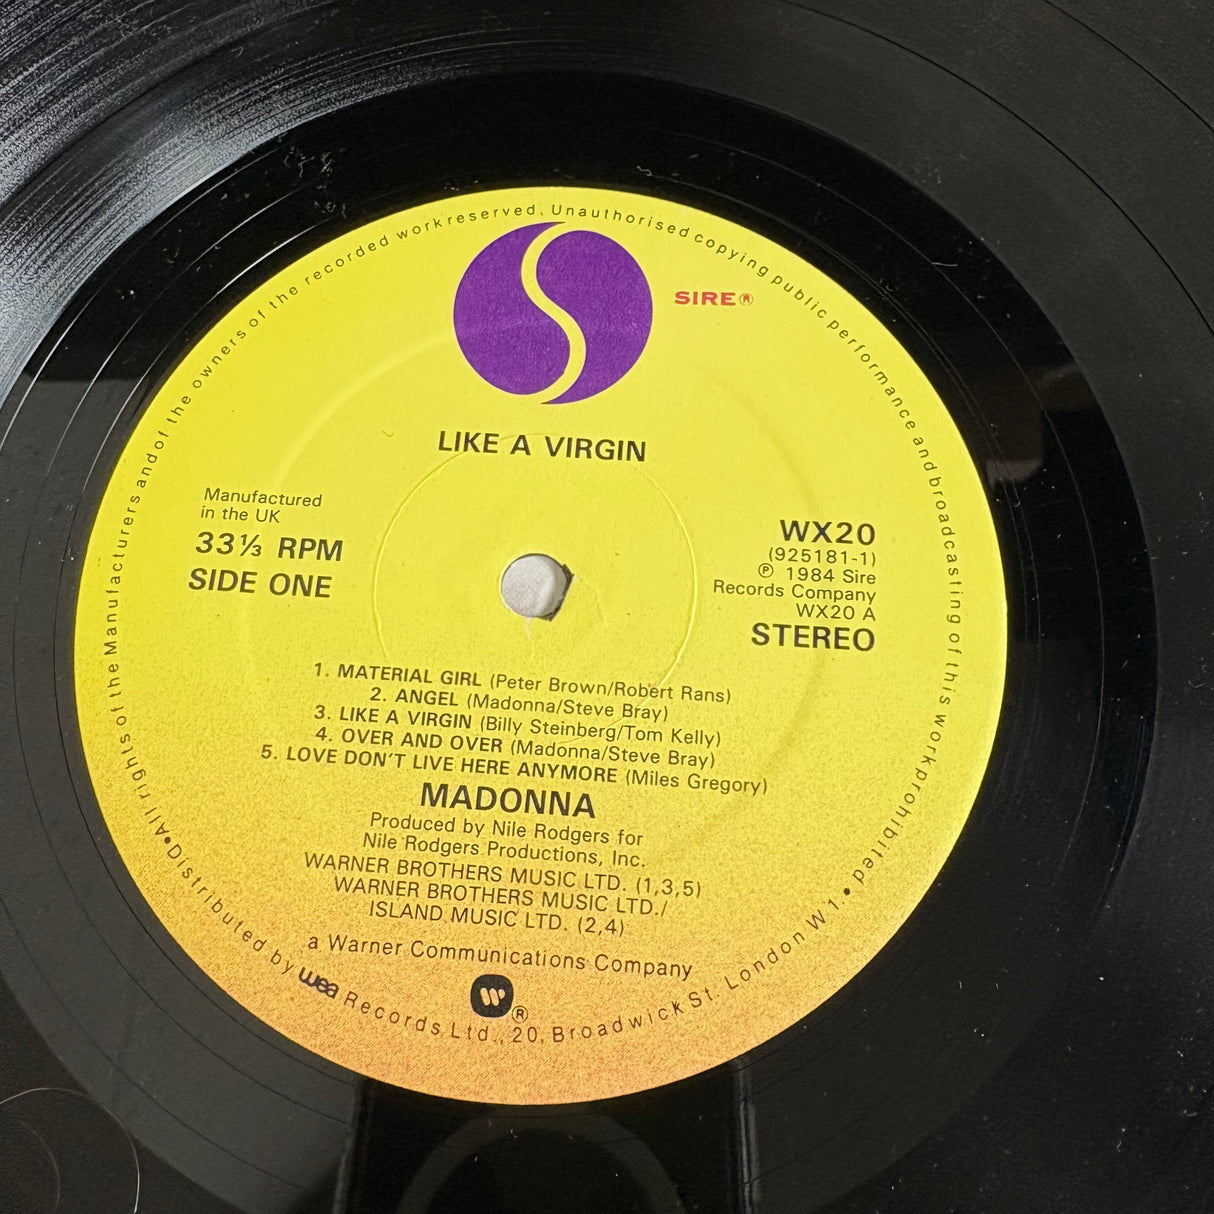 All rights of the Manufacturers and of the owners of the recorded work reserved. Unauthorised copying public performance and broadcasting of this work prohibited.
SIRE
LIKE A VIRGIN
Manufactured
in the UK
33⅓ RPM
SIDE ONE
WX20
(925181-1)
℗ 1984 Sire
Records Company
WX20 A
STEREO
1. MATERIAL GIRL (Peter Brown/Robert Rans)
2. ANGEL (Madonna/Steve Bray)
3. LIKE A VIRGIN (Billy Steinberg/Tom Kelly)
4. OVER AND OVER (Madonna/Steve Bray)
5. LOVE DON'T LIVE HERE ANYMORE (Miles Gregory)
MADONNA
Produced by Nile Rodgers for
Nile Rodgers Productions, Inc.
WARNER BROTHERS MUSIC LTD. (1,3,5)
WARNER BROTHERS MUSIC LTD./
ISLAND MUSIC LTD. (2,4)
a Warner Communications Company
W®
•Distributed by wea Records Ltd., 20, Broadwick St. London W1.•